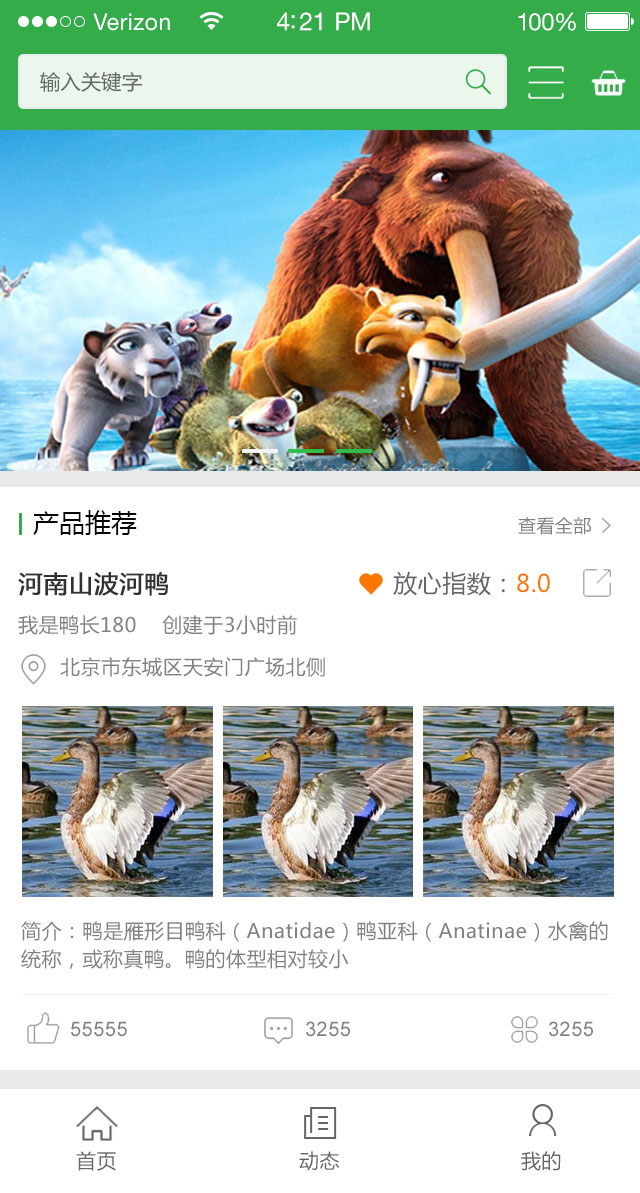 Verizon 4:21 PM 100%
输入关键字
产品推荐 查看全部
河南山波河鸭 放心指数：8.0
我是鸭长180 创建于3小时前
北京市东城区天安门广场北侧
简介：鸭是雁形目鸭科（Anatidae）鸭亚科（Anatinae）水禽的
统称，或称真鸭。鸭的体型相对较小
55555 3255 3255
首页 动态 我的